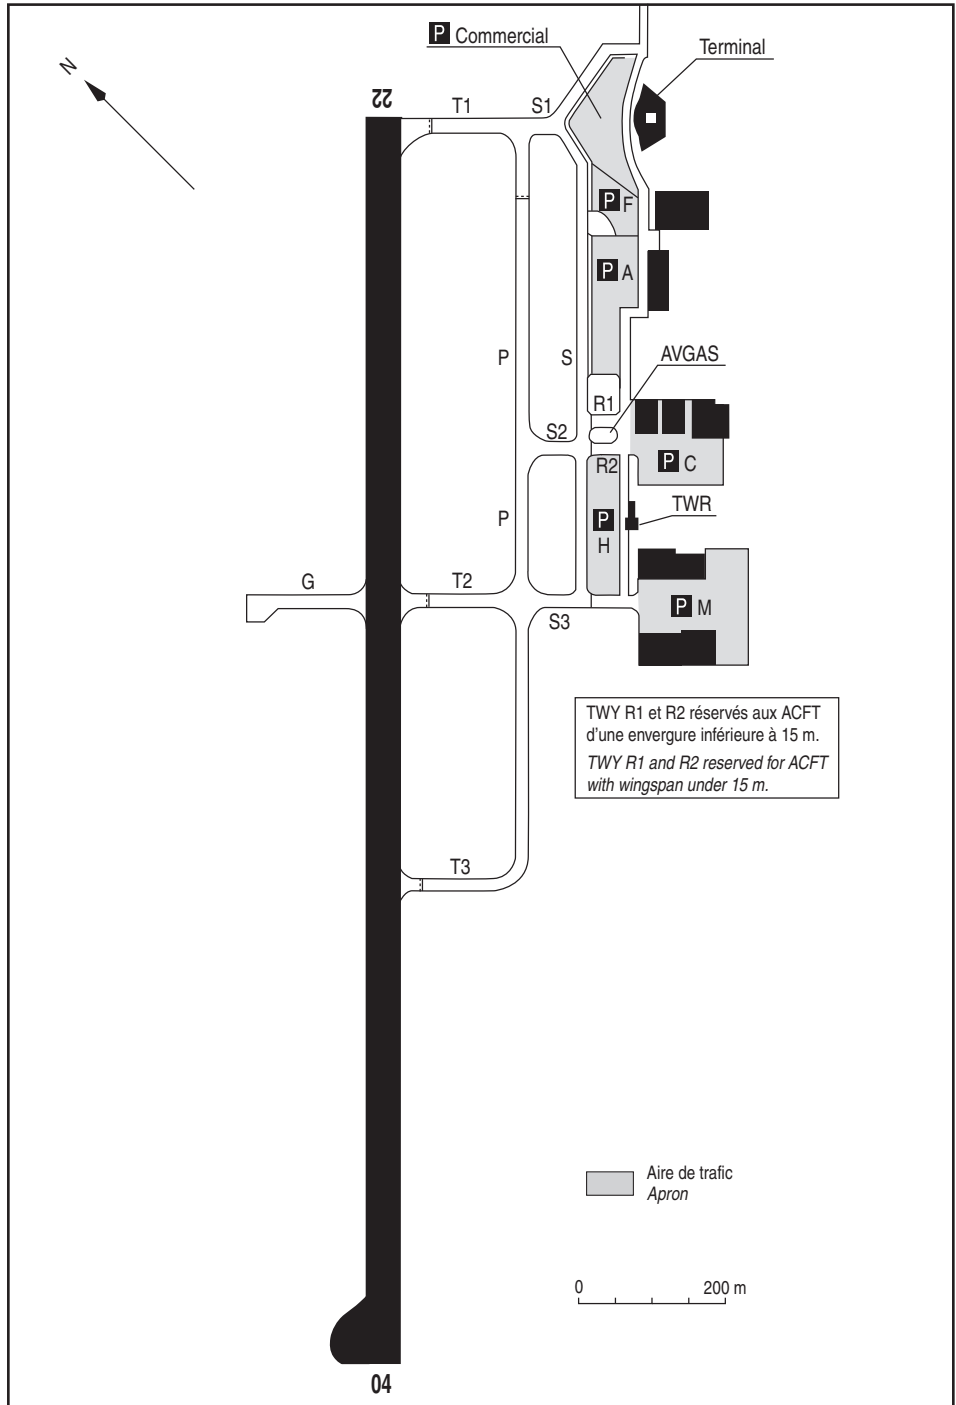 P Commercial
Terminal
N
22
T1
S1
P F
P A
P
S
AVGAS
R1
S2
R2
P C
P
P
H
TWR
G
T2
P M
S3
TWY R1 et R2 réservés aux ACFT
d'une envergure inférieure à 15 m.
TWY R1 and R2 reserved for ACFT
with wingspan under 15 m.
T3
Aire de trafic
Apron
0 200 m
04